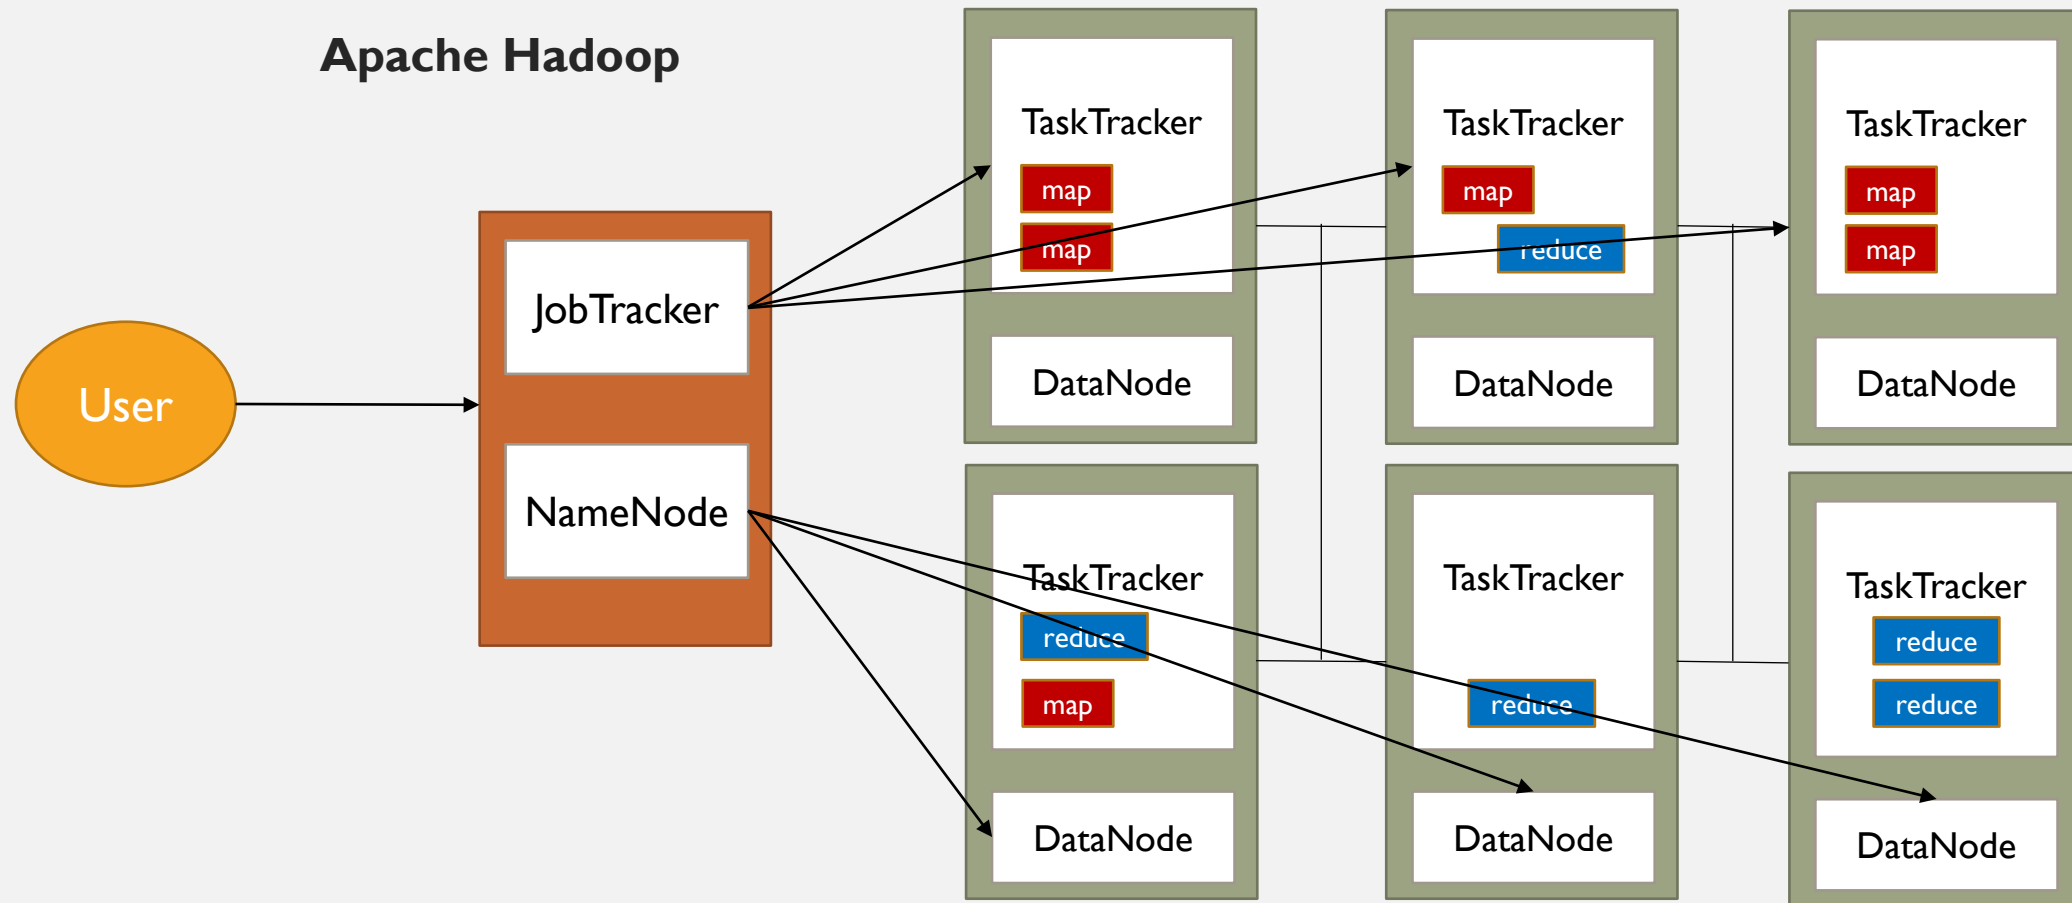 Apache Hadoop
User
JobTracker
NameNode
TaskTracker
map
map
DataNode
TaskTracker
map
reduce
DataNode
TaskTracker
map
map
DataNode
TaskTracker
reduce
map
DataNode
TaskTracker
reduce
DataNode
TaskTracker
reduce
reduce
DataNode